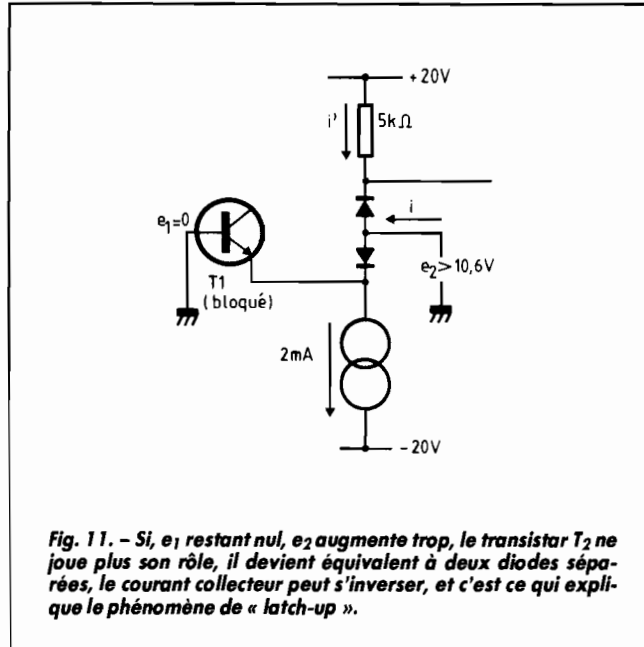 +20V
i'
5kΩ
i
e1=0
e2>10,6V
T1
(bloqué)
2mA
-20V
Fig. 11. – Si, e1 restant nul, e2 augmente trop, le transistar T2 ne
joue plus son rôle, il devient équivalent à deux diodes sépa-
rées, le courant collecteur peut s'inverser, et c'est ce qui expli-
que le phénomène de « latch-up ».